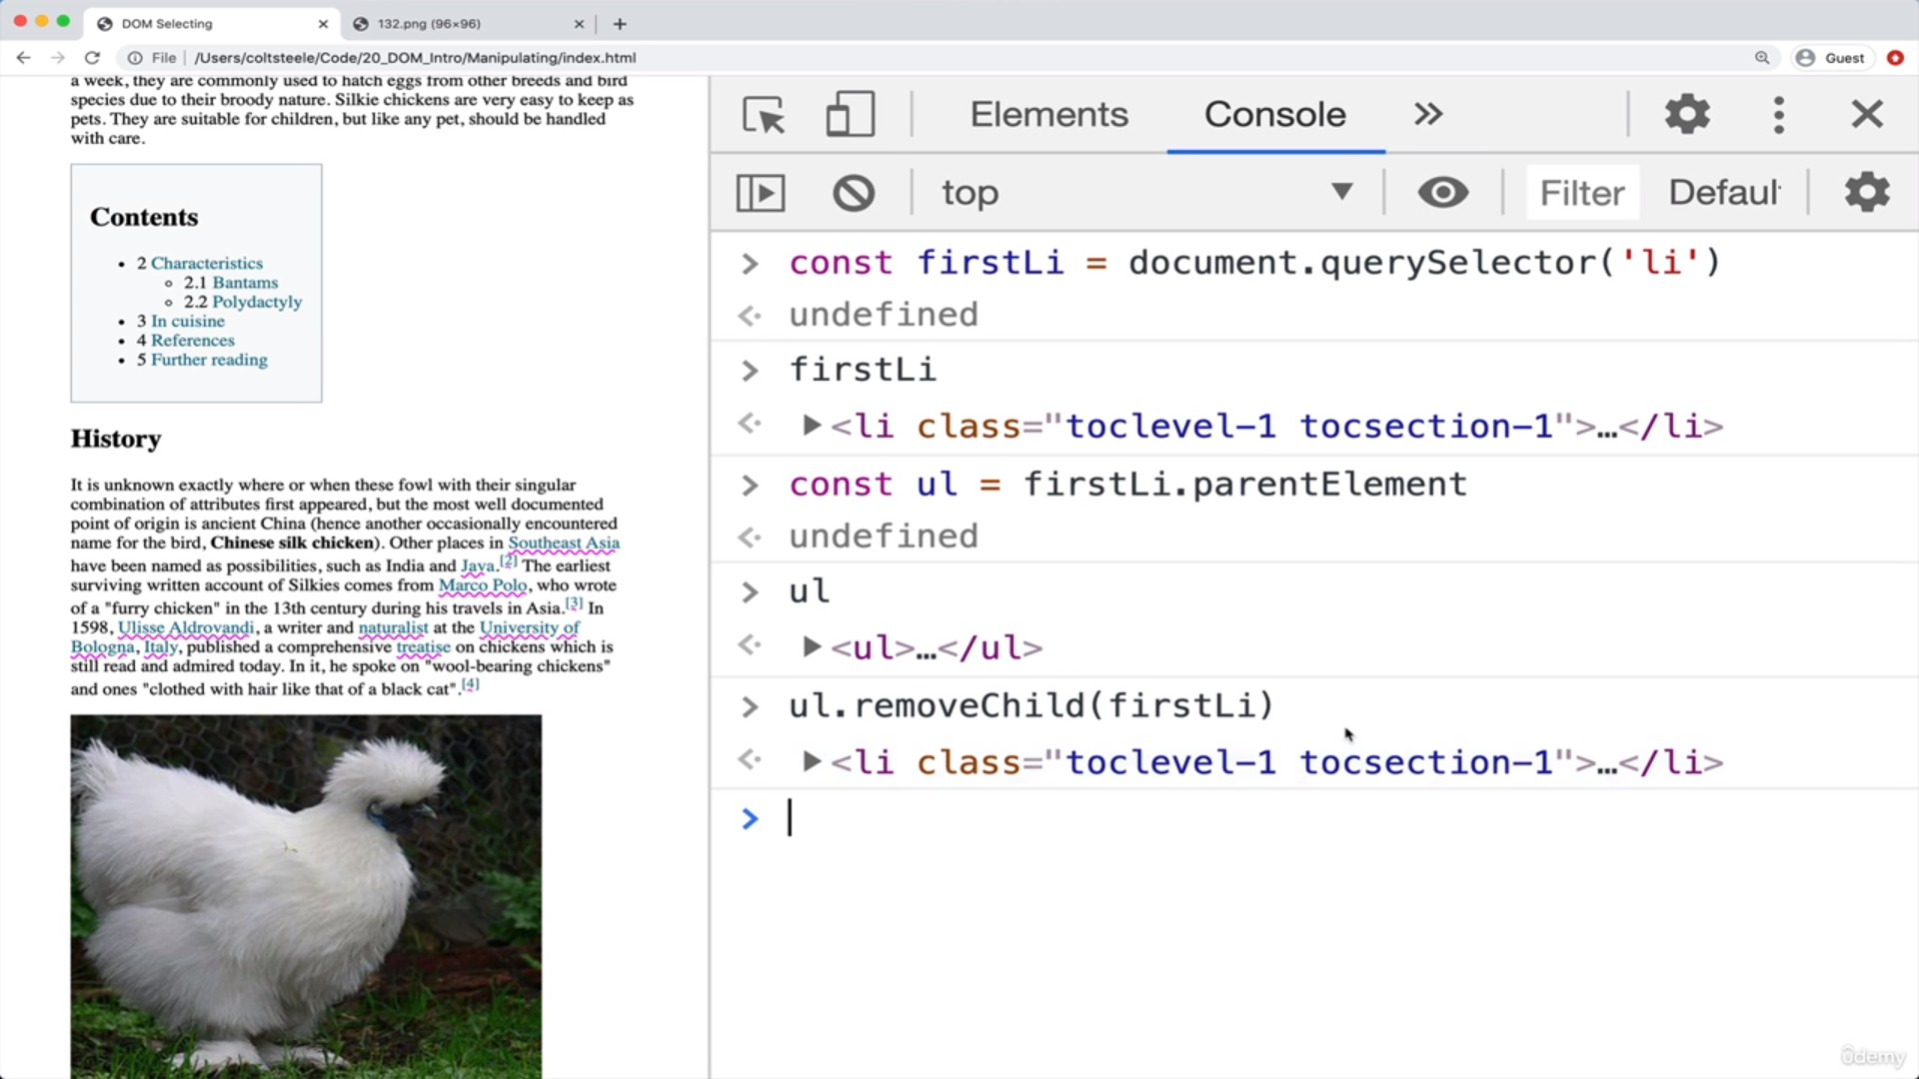 DOM Selecting
132.png (96×96)
File | /Users/coltsteele/Code/20_DOM_Intro/Manipulating/index.html
Guest
a week, they are commonly used to hatch eggs from other breeds and bird
species due to their broody nature. Silkie chickens are very easy to keep as
pets. They are suitable for children, but like any pet, should be handled
with care.
Contents
• 2 Characteristics
◦ 2.1 Bantams
◦ 2.2 Polydactyly
• 3 In cuisine
• 4 References
• 5 Further reading
History
It is unknown exactly where or when these fowl with their singular
combination of attributes first appeared, but the most well documented
point of origin is ancient China (hence another occasionally encountered
name for the bird, Chinese silk chicken). Other places in Southeast Asia
have been named as possibilities, such as India and Java.[2] The earliest
surviving written account of Silkies comes from Marco Polo, who wrote
of a "furry chicken" in the 13th century during his travels in Asia.[3] In
1598, Ulisse Aldrovandi, a writer and naturalist at the University of
Bologna, Italy, published a comprehensive treatise on chickens which is
still read and admired today. In it, he spoke on "wool-bearing chickens"
and ones "clothed with hair like that of a black cat".[4]
Elements Console »
top Filter Defaul
> const firstLi = document.querySelector('li')
undefined
> firstLi
<li class="toclevel-1 tocsection-1">…</li>
> const ul = firstLi.parentElement
undefined
> ul
<ul>…</ul>
> ul.removeChild(firstLi)
<li class="toclevel-1 tocsection-1">…</li>
>
ûdemy